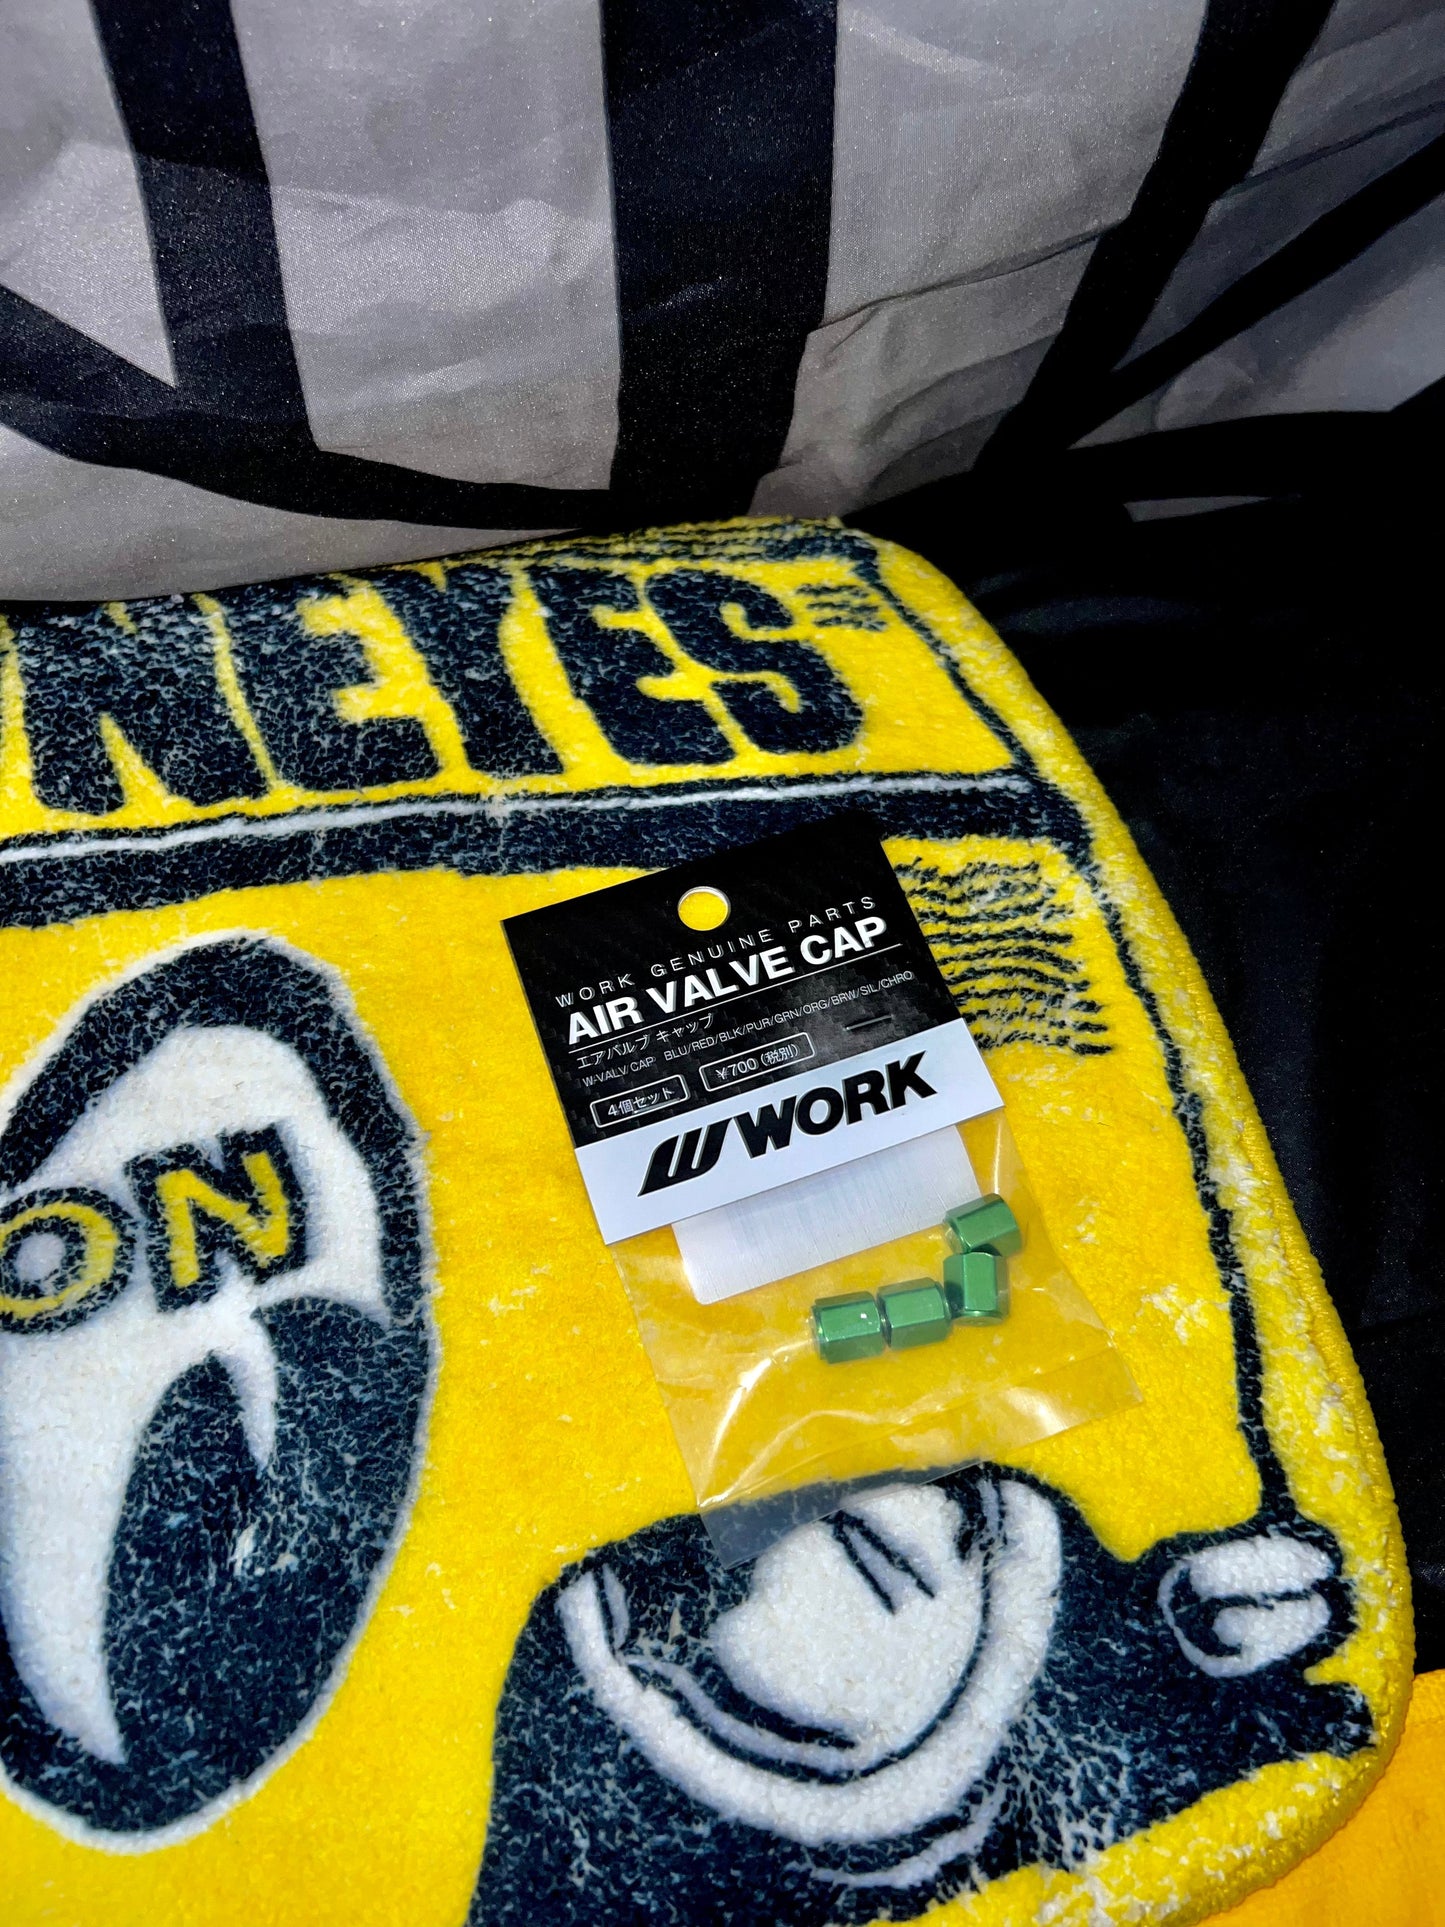 NEYES
ON
WORK GENUINE PARTS
AIR VALVE CAP
エアバルブ キャップ
W-VALV/CAP BLU/RED/BLK/PUR/GRN/ORG/BRW/SIL/CHRO
4個セット ¥700(税別)
WORK